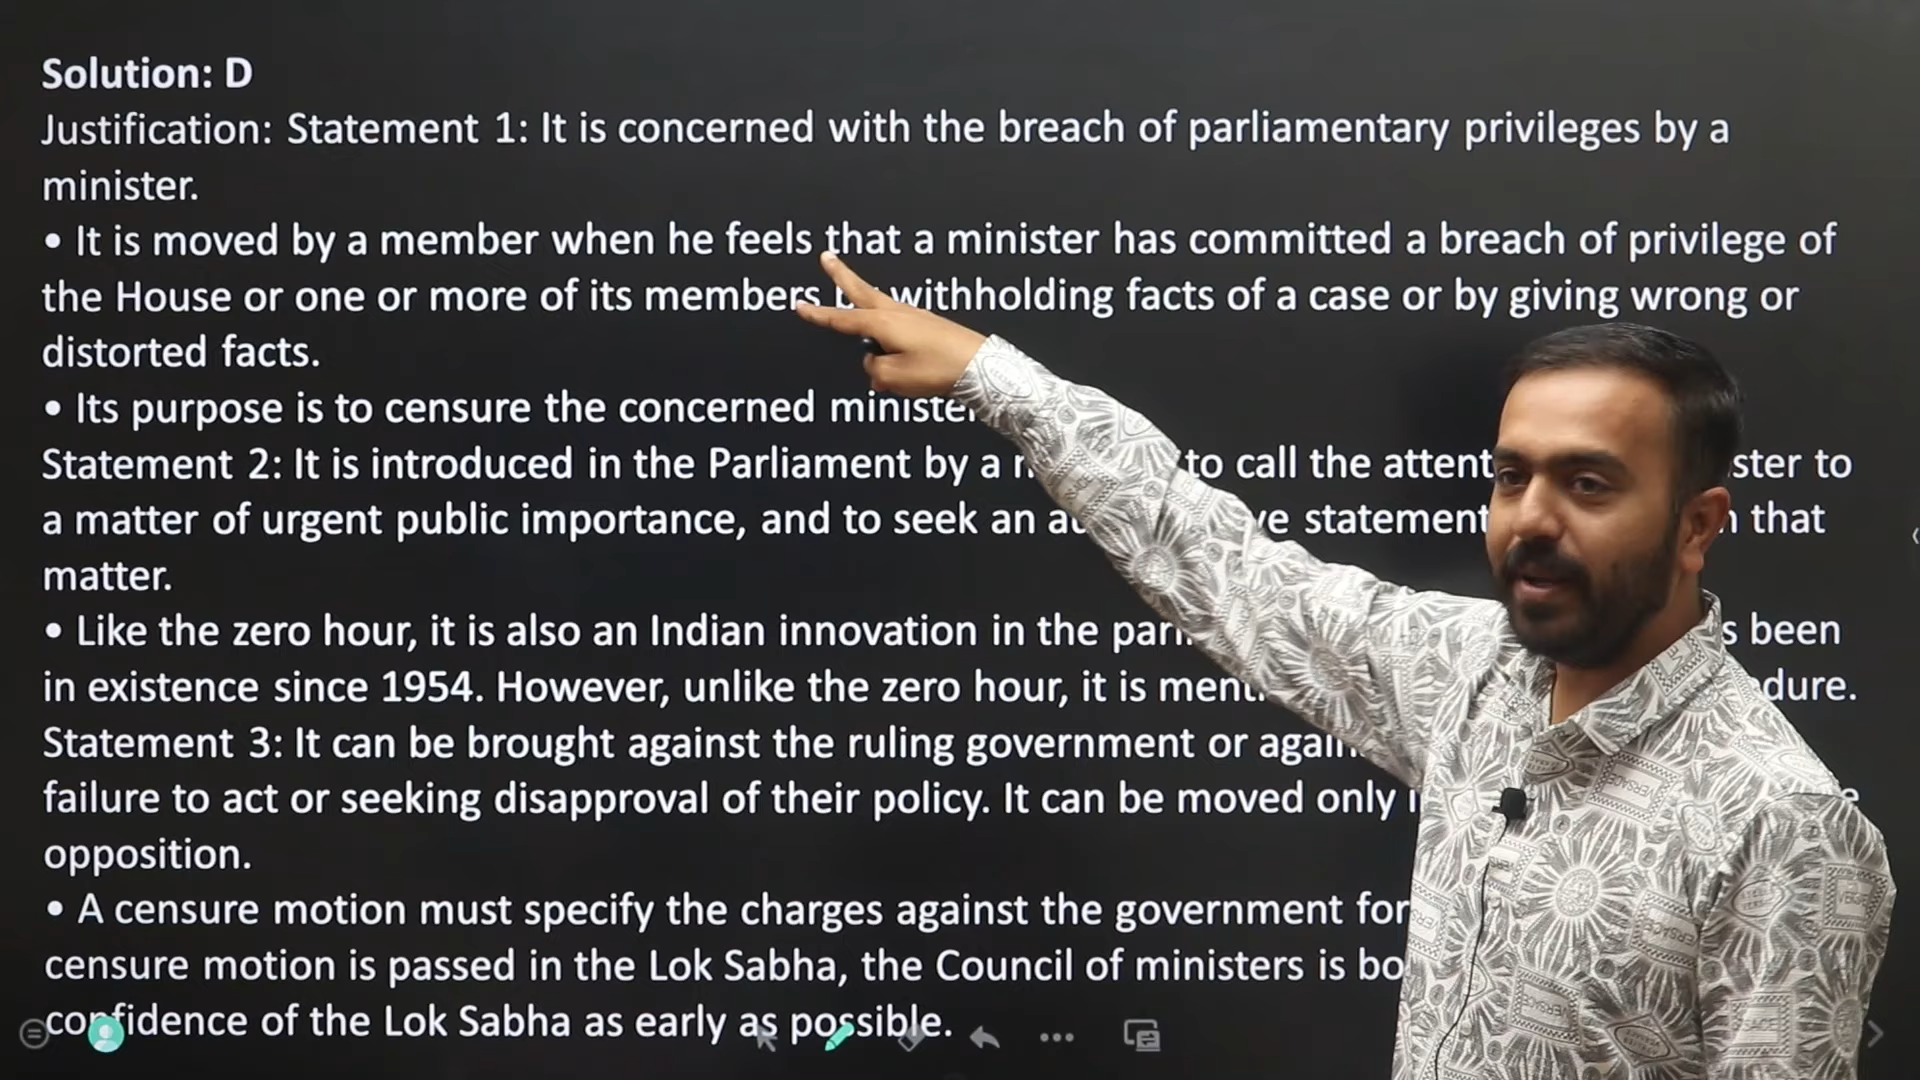 Solution: D
Justification: Statement 1: It is concerned with the breach of parliamentary privileges by a
minister.
• It is moved by a member when he feels that a minister has committed a breach of privilege of
the House or one or more of its members withholding facts of a case or by giving wrong or
distorted facts.
• Its purpose is to censure the concerned minister
Statement 2: It is introduced in the Parliament by a to call the to
a matter of urgent public importance, and to seek an statement that
matter.
• Like the zero hour, it is also an Indian innovation in the been
in existence since 1954. However, unlike the zero hour, it is
Statement 3: It can be brought against the ruling government or
failure to act or seeking disapproval of their policy. It can be moved only
opposition.
• A censure motion must specify the charges against the government for
censure motion is passed in the Lok Sabha, the Council of ministers is
confidence of the Lok Sabha as early as possible.